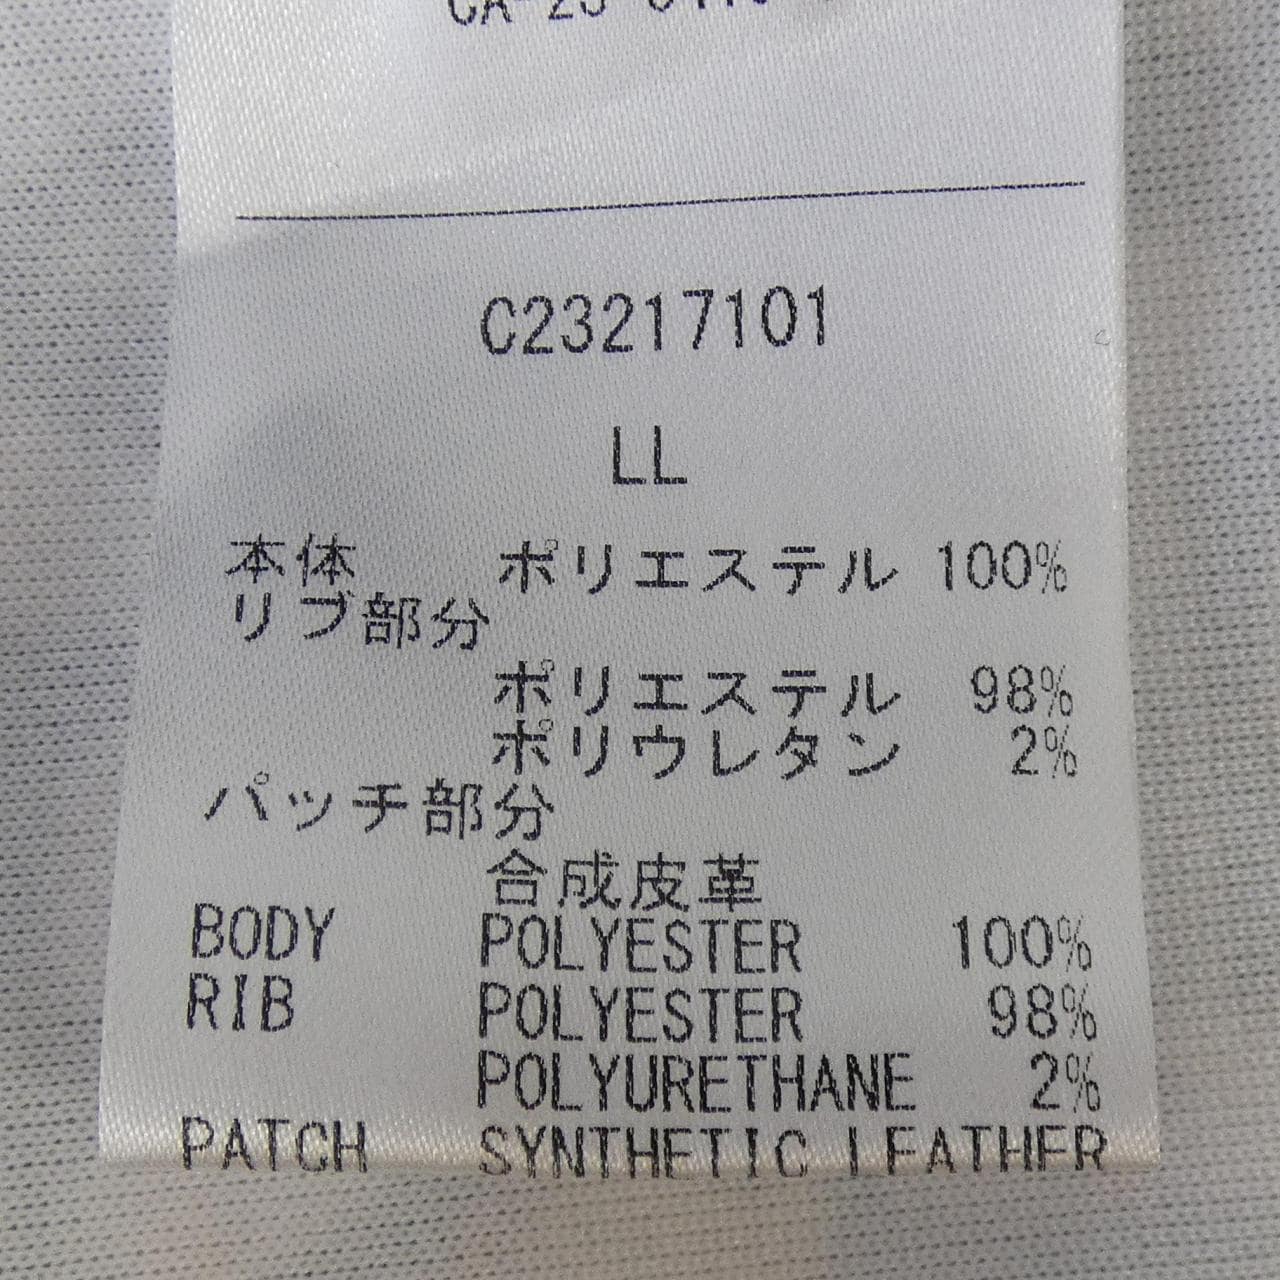 C23217101
LL
本体 ポリエステル 100%
リブ部分
ポリエステル 98%
ポリウレタン 2%
パッチ部分
合成皮革
BODY POLYESTER 100%
RIB POLYESTER 98%
POLYURETHANE 2%
PATCH SYNTHETIC LEATHER